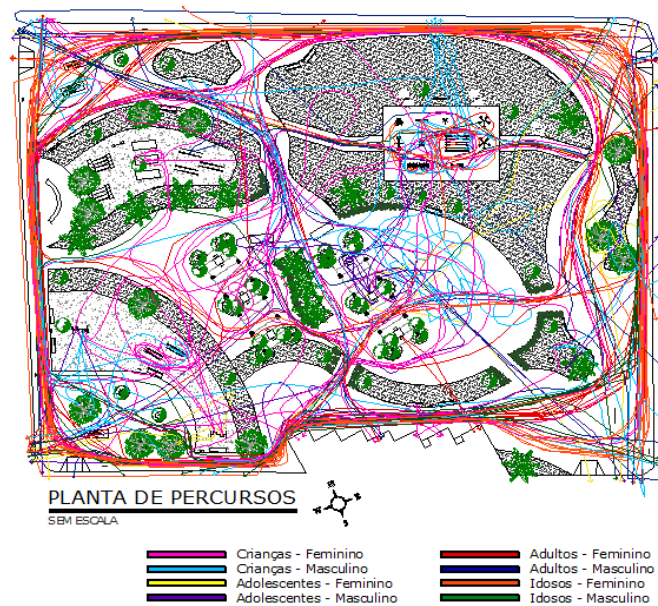 PLANTA DE PERCURSOS
SEM ESCALA
N
E
S
W
Crianças - Feminino
Crianças - Masculino
Adolescentes - Feminino
Adolescentes - Masculino
Adultos - Feminino
Adultos - Masculino
Idosos - Feminino
Idosos - Masculino